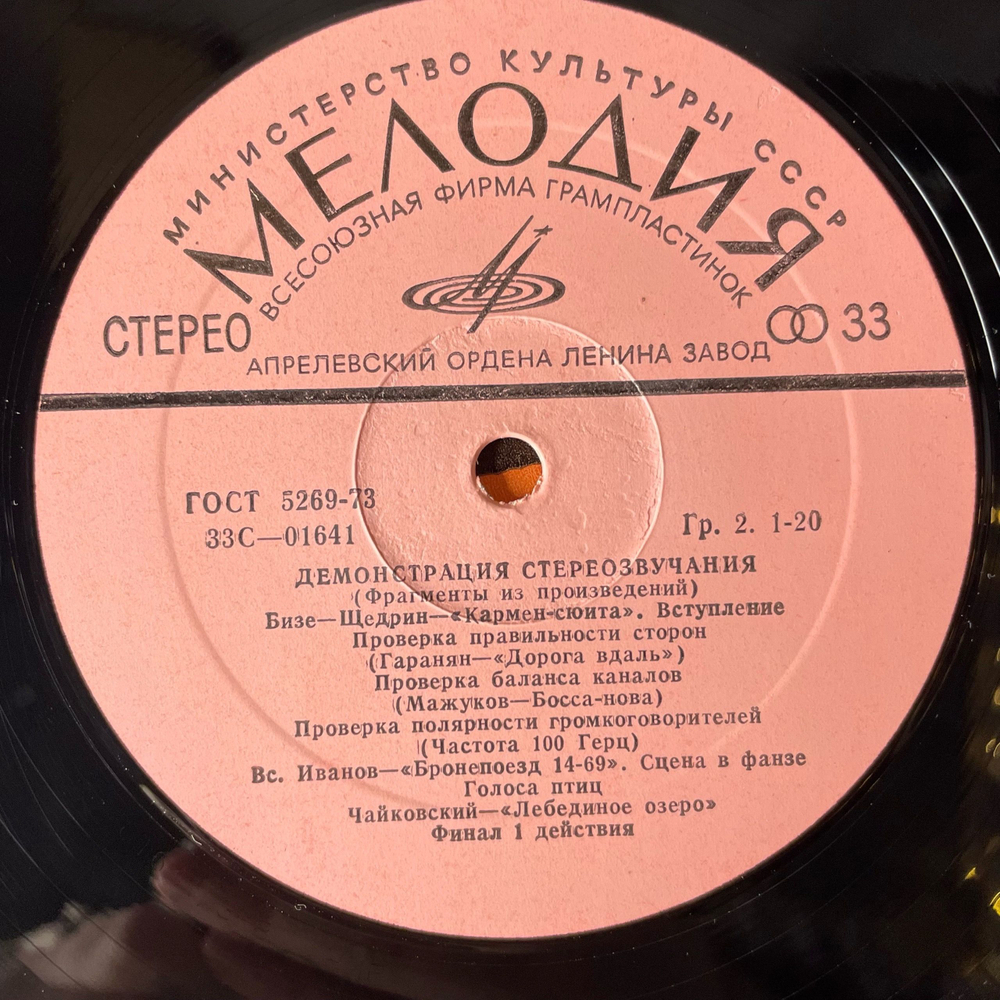 МИНИСТЕРСТВО КУЛЬТУРЫ СССР
МЕЛОДИЯ
ВСЕСОЮЗНАЯ ФИРМА ГРАМПЛАСТИНОК
СТЕРЕО
33
АПРЕЛЕВСКИЙ ОРДЕНА ЛЕНИНА ЗАВОД
ГОСТ 5269-73
33С—01641
Гр. 2. 1-20
ДЕМОНСТРАЦИЯ СТЕРЕОЗВУЧАНИЯ
(Фрагменты из произведений)
Бизе—Щедрин—«Кармен-сюита». Вступление
Проверка правильности сторон
(Гаранян—«Дорога вдаль»)
Проверка баланса каналов
(Мажуков—Босса-нова)
Проверка полярности громкоговорителей
(Частота 100 Герц)
Вс. Иванов—«Бронепоезд 14-69». Сцена в фанзе
Голоса птиц
Чайковский—«Лебединое озеро»
Финал 1 действия